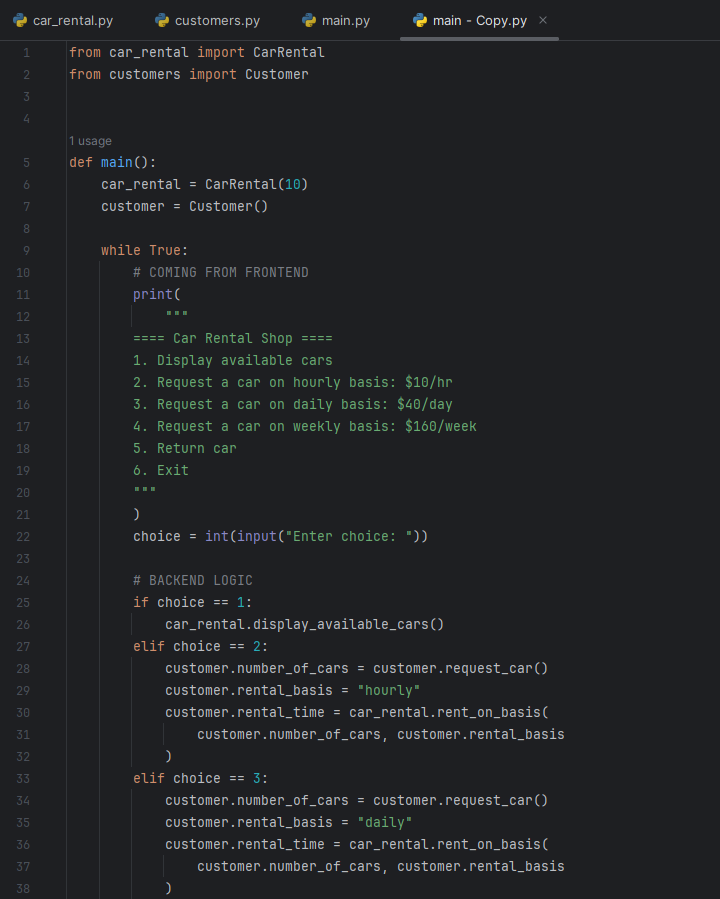 car_rental.py customers.py main.py main - Copy.py ×
1 from car_rental import CarRental
2 from customers import Customer
3
4
1 usage
5 def main():
6     car_rental = CarRental(10)
7     customer = Customer()
8
9     while True:
10         # COMING FROM FRONTEND
11         print(
12             """
13         ==== Car Rental Shop ====
14         1. Display available cars
15         2. Request a car on hourly basis: $10/hr
16         3. Request a car on daily basis: $40/day
17         4. Request a car on weekly basis: $160/week
18         5. Return car
19         6. Exit
20         """
21         )
22         choice = int(input("Enter choice: "))
23
24         # BACKEND LOGIC
25         if choice == 1:
26             car_rental.display_available_cars()
27         elif choice == 2:
28             customer.number_of_cars = customer.request_car()
29             customer.rental_basis = "hourly"
30             customer.rental_time = car_rental.rent_on_basis(
31                 customer.number_of_cars, customer.rental_basis
32             )
33         elif choice == 3:
34             customer.number_of_cars = customer.request_car()
35             customer.rental_basis = "daily"
36             customer.rental_time = car_rental.rent_on_basis(
37                 customer.number_of_cars, customer.rental_basis
38             )